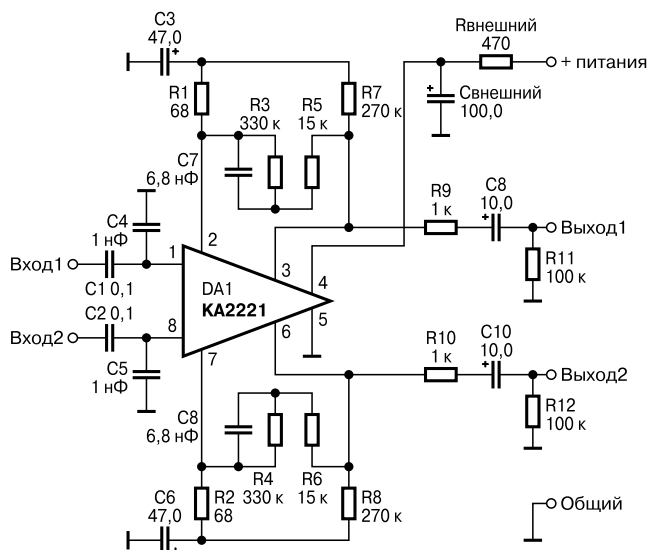 C3
47,0
+
Rвнешний
470
+ питания
R1
68
R3
330 к
R5
15 к
R7
270 к
+
Cвнешний
100,0
C7
6,8 нФ
C4
1 нФ
R9
1 к
C8
10,0
+
Выход1
R11
100 к
Вход1
C1 0,1
1
2
3
4
DA1
KA2221
Вход2
C2 0,1
8
7
6
5
C5
1 нФ
R10
1 к
C10
10,0
+
Выход2
R12
100 к
C8
6,8 нФ
R4
330 к
R6
15 к
R2
68
R8
270 к
C6
47,0
+
Общий